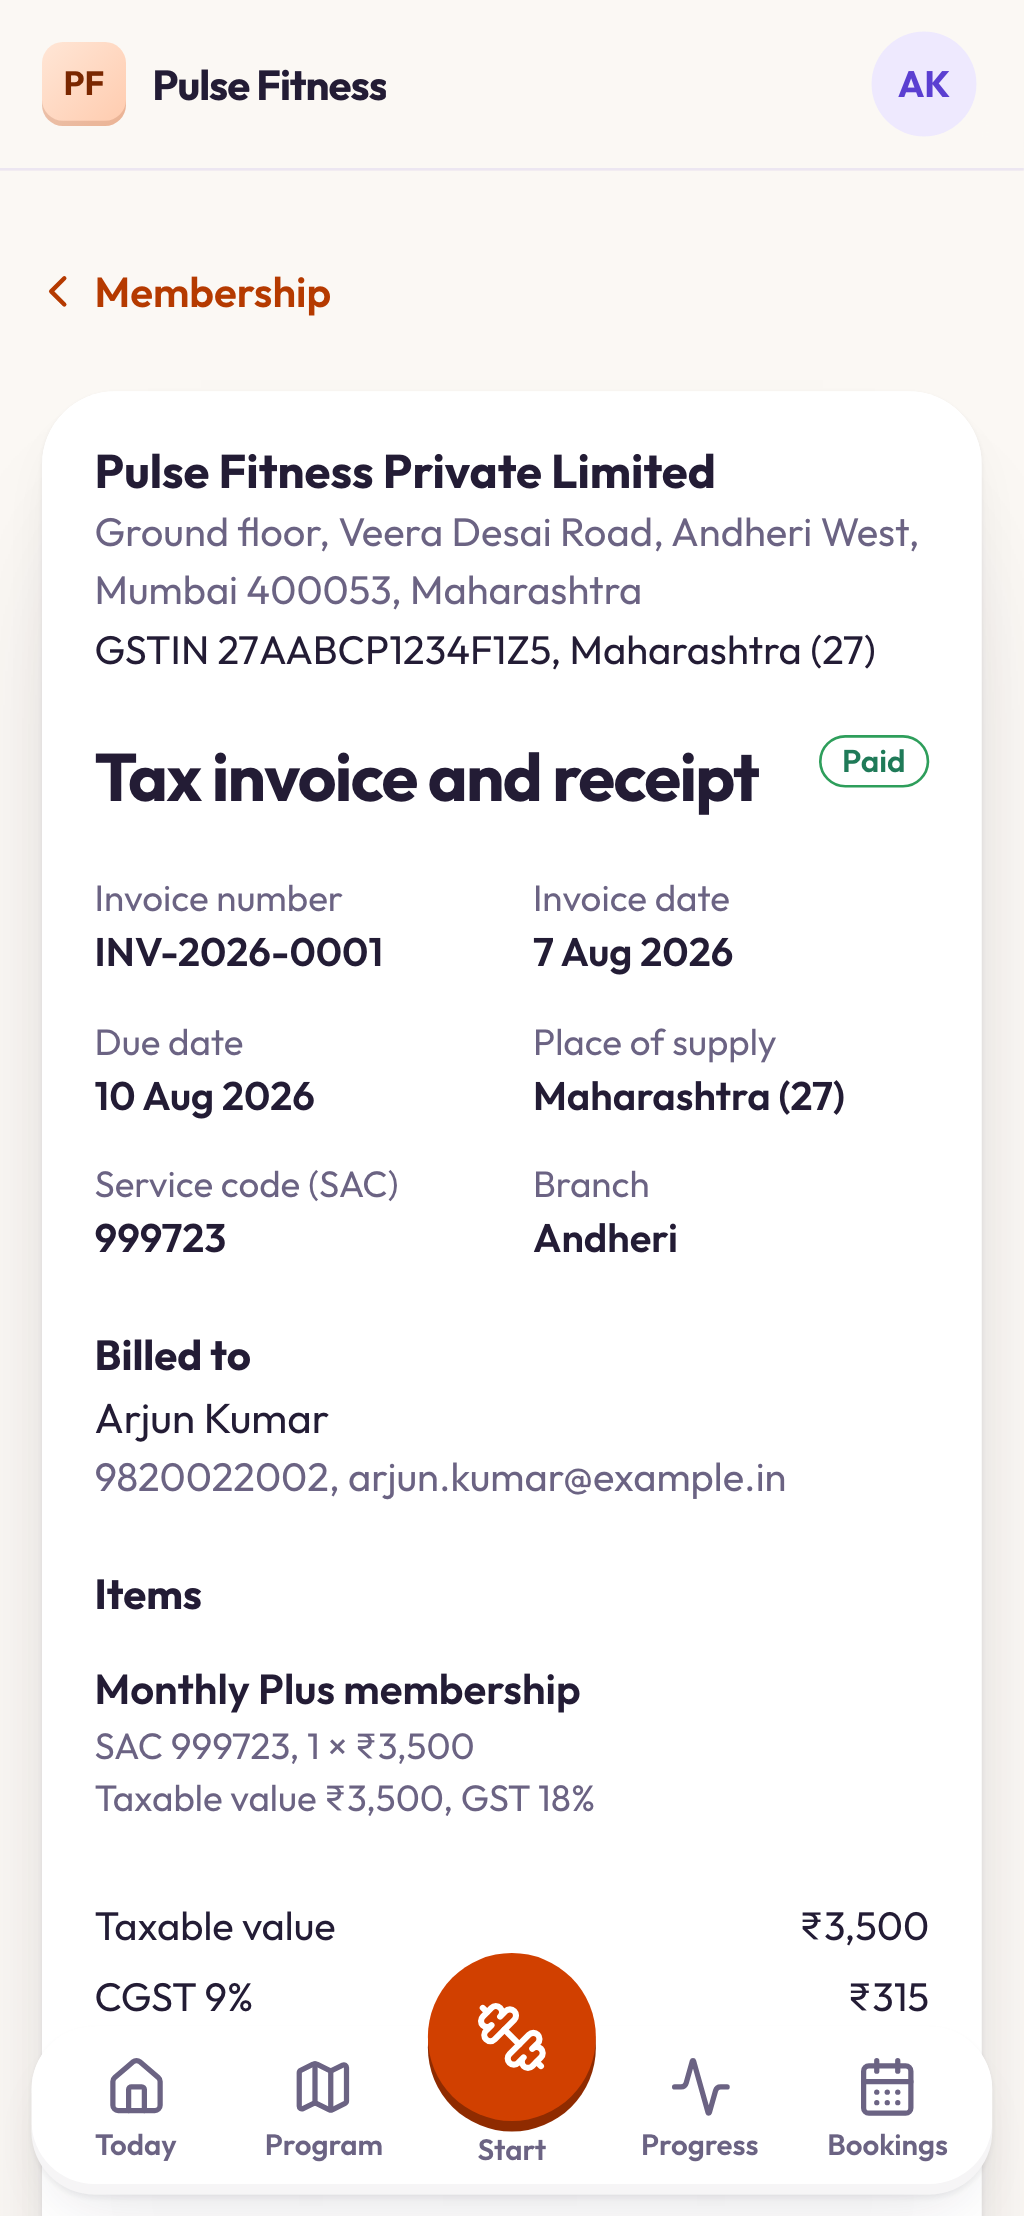 PF
Pulse Fitness
AK
Membership
Pulse Fitness Private Limited
Ground floor, Veera Desai Road, Andheri West,
Mumbai 400053, Maharashtra
GSTIN 27AABCP1234F1Z5, Maharashtra (27)
Tax invoice and receipt
Paid
Invoice number
INV-2026-0001
Invoice date
7 Aug 2026
Due date
10 Aug 2026
Place of supply
Maharashtra (27)
Service code (SAC)
999723
Branch
Andheri
Billed to
Arjun Kumar
9820022002, arjun.kumar@example.in
Items
Monthly Plus membership
SAC 999723, 1 × ₹3,500
Taxable value ₹3,500, GST 18%
Taxable value ₹3,500
CGST 9% ₹315
Today
Program
Start
Progress
Bookings